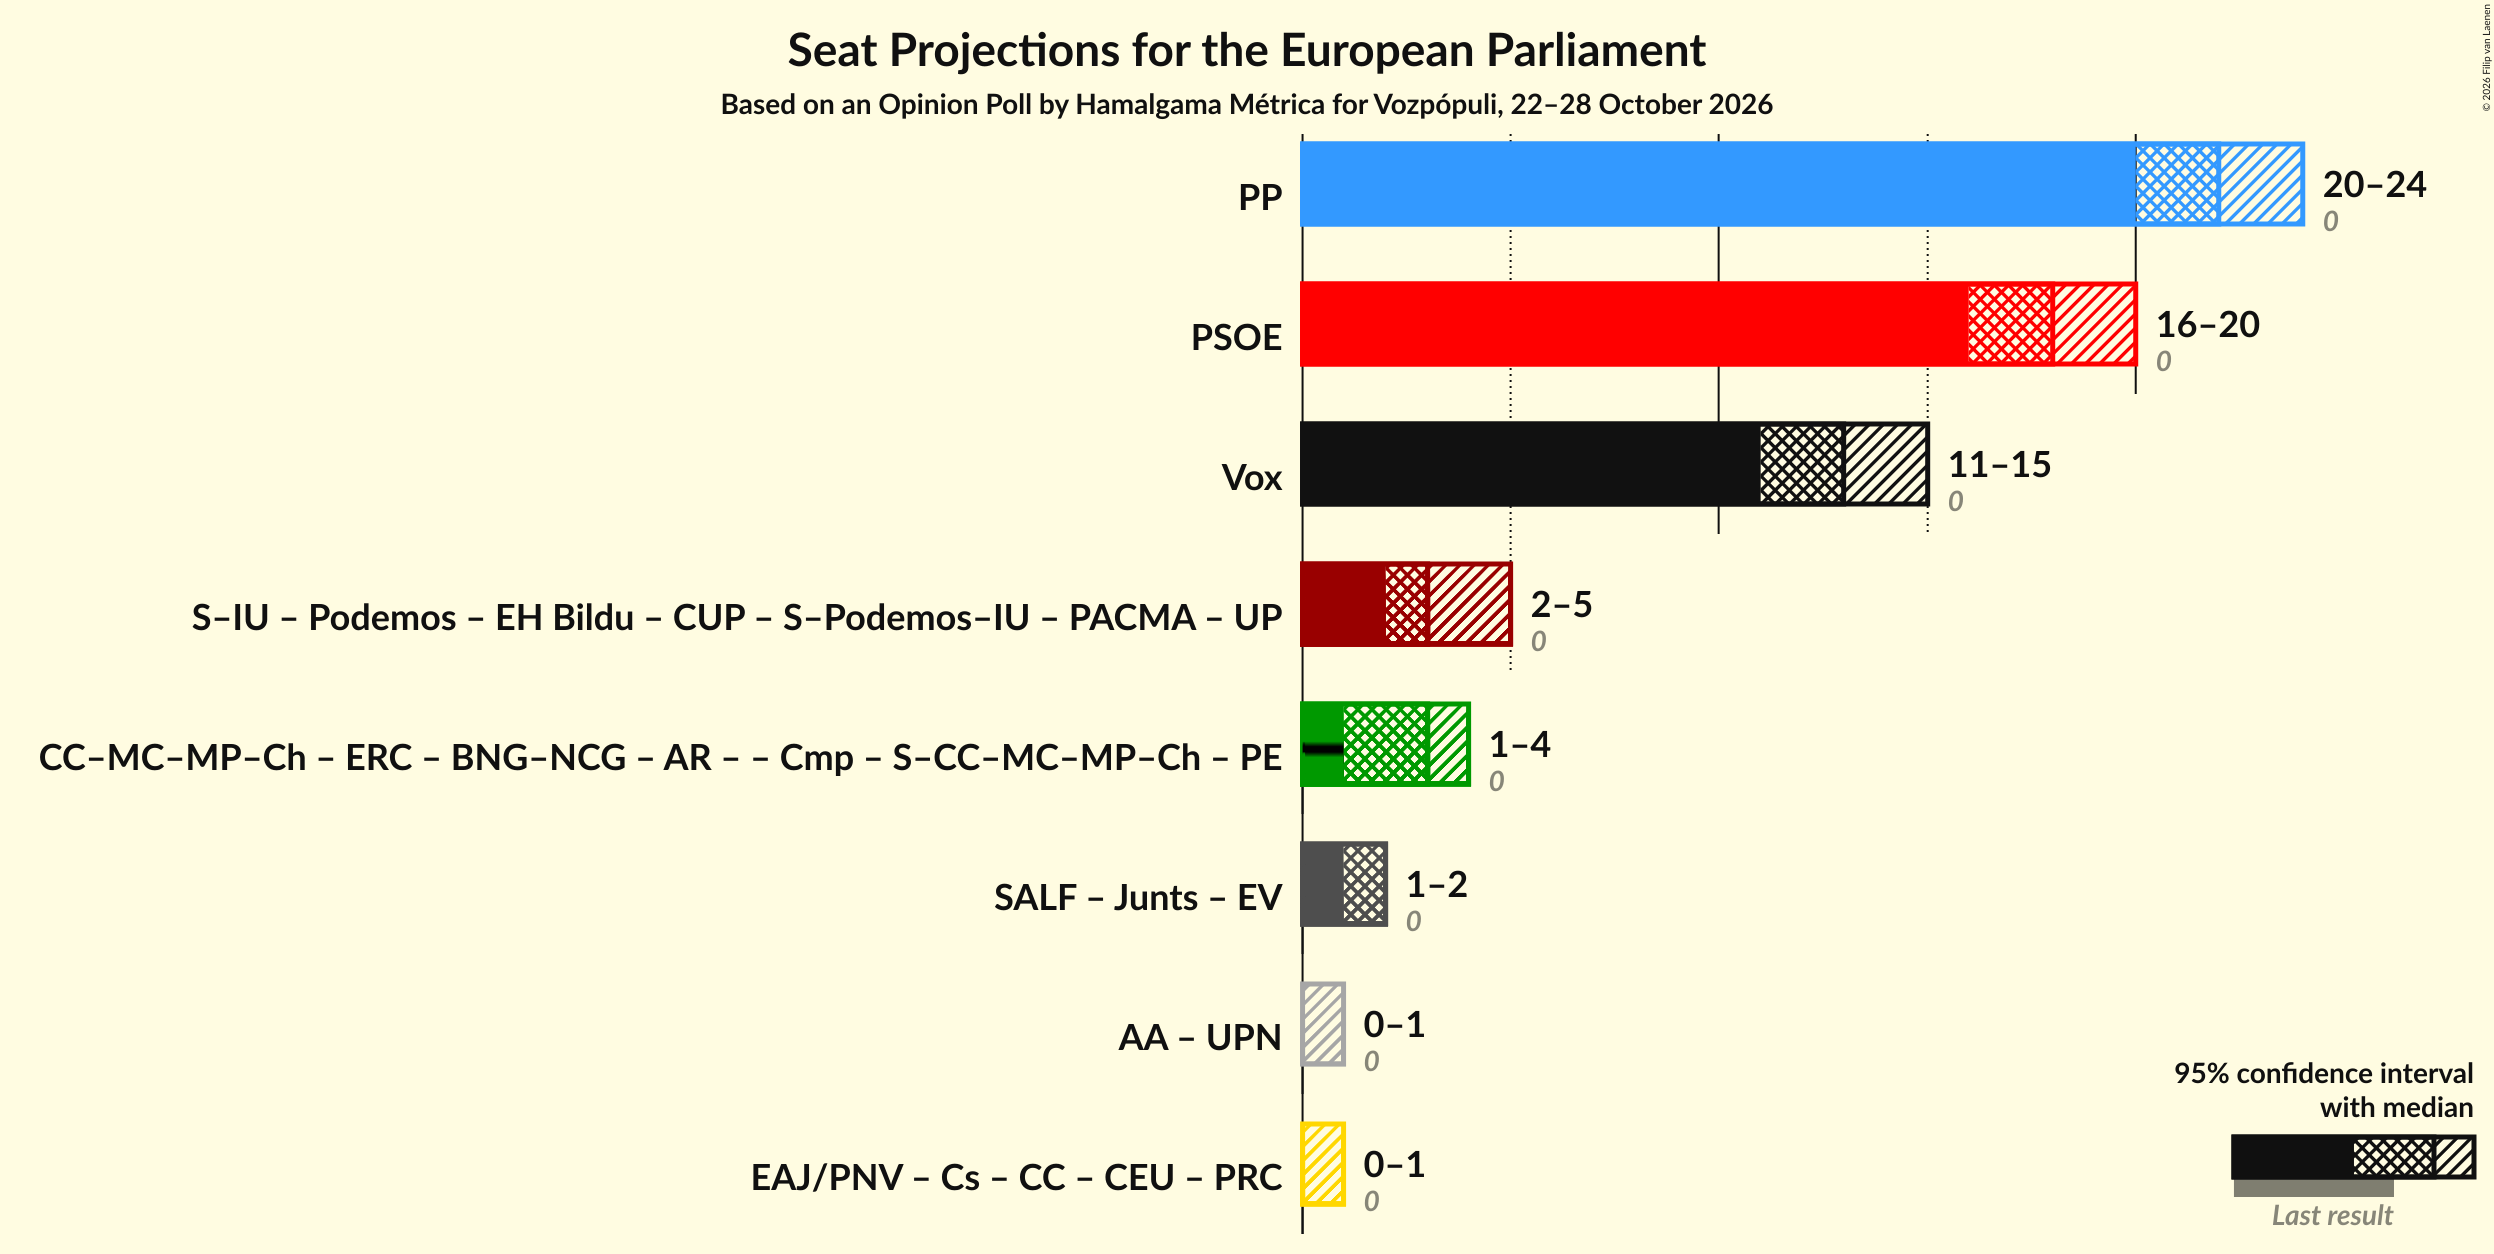 Seat Projections for the European Parliament
Based on an Opinion Poll by Hamalgama Métrica for Vozpópuli, 22–28 October 2026
© 2026 Filip van Laenen
PP
20–24
0
PSOE
16–20
0
Vox
11–15
0
S–IU – Podemos – EH Bildu – CUP – S–Podemos–IU – PACMA – UP
2–5
0
CC–MC–MP–Ch – ERC – BNG–NCG – AR – – Cmp – S–CC–MC–MP–Ch – PE
1–4
0
SALF – Junts – EV
1–2
0
AA – UPN
0–1
0
EAJ/PNV – Cs – CC – CEU – PRC
0–1
0
95% confidence interval
with median
Last result